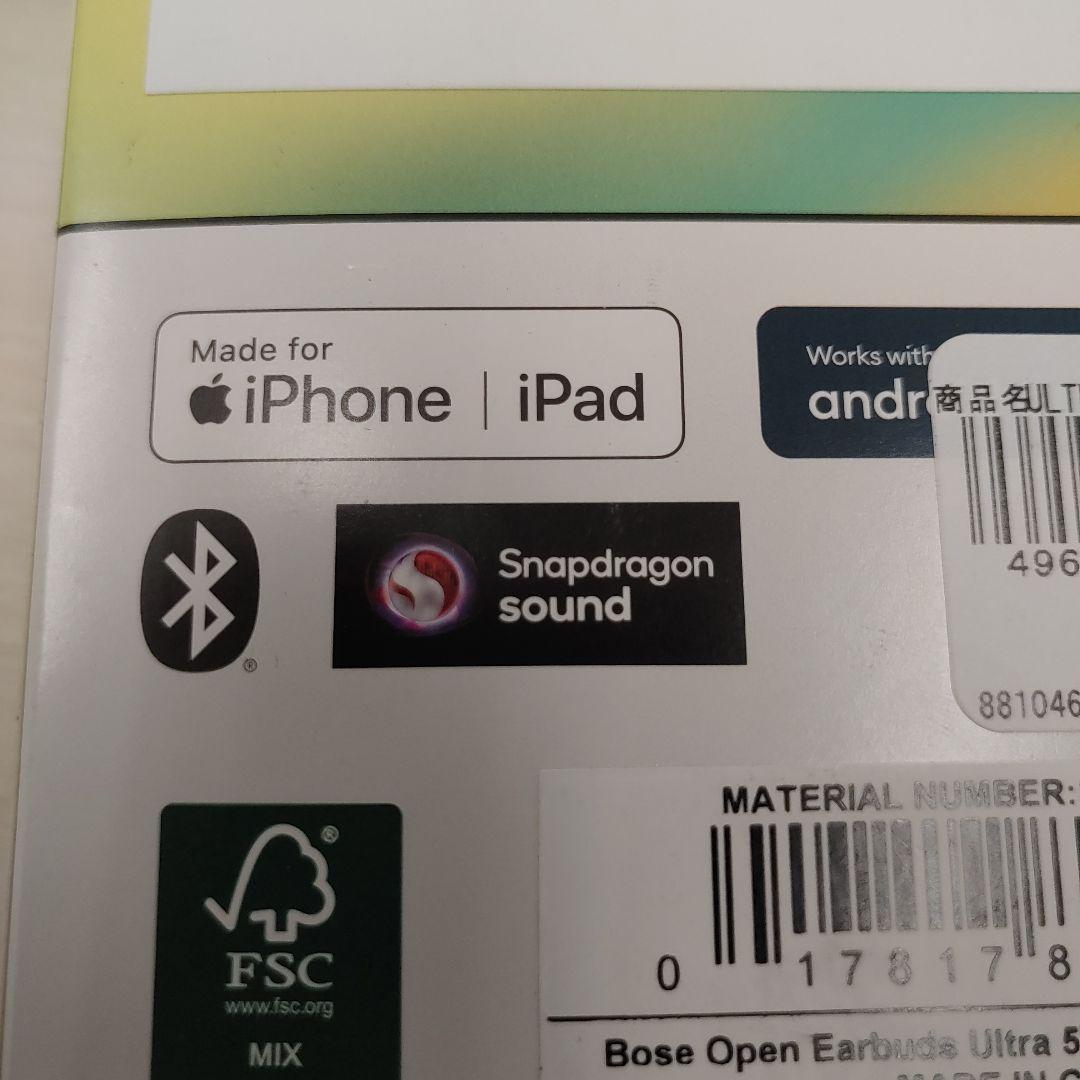 Made for
iPhone | iPad
Works with
andr
商品名ULT
496
Snapdragon
sound
®
881046
MATERIAL NUMBER:
0 17817 8
®
FSC
www.fsc.org
MIX
Bose Open Earbuds Ultra 5